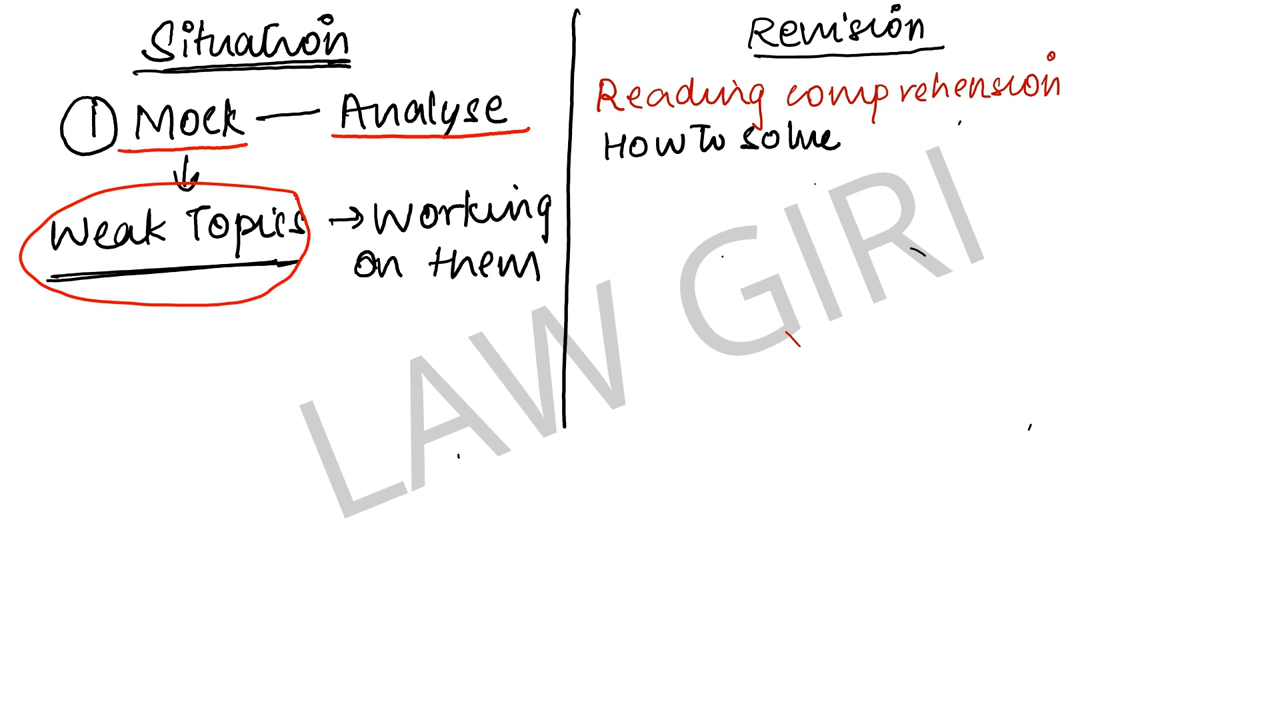 Situation
① Mock — Analyse
↓
Weak Topics → Working
on them
Revision
Reading comprehension
How To solve
LAW GIRI